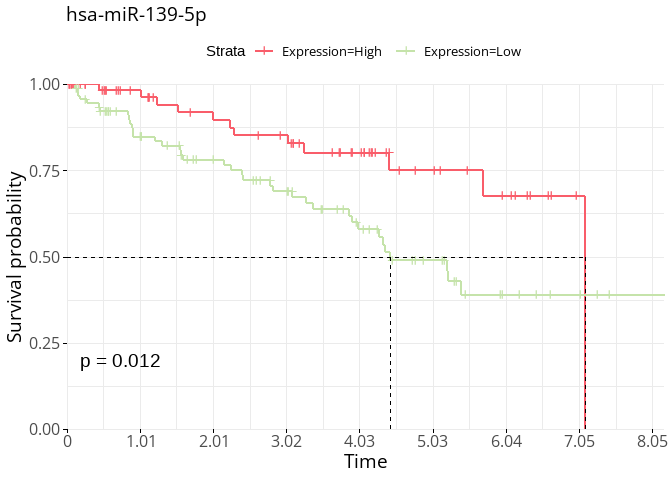 hsa-miR-139-5p
Strata Expression=High Expression=Low
Survival probability
1.00
0.75
0.50
0.25
0.00
p = 0.012
0 1.01 2.01 3.02 4.03 5.03 6.04 7.05 8.05
Time